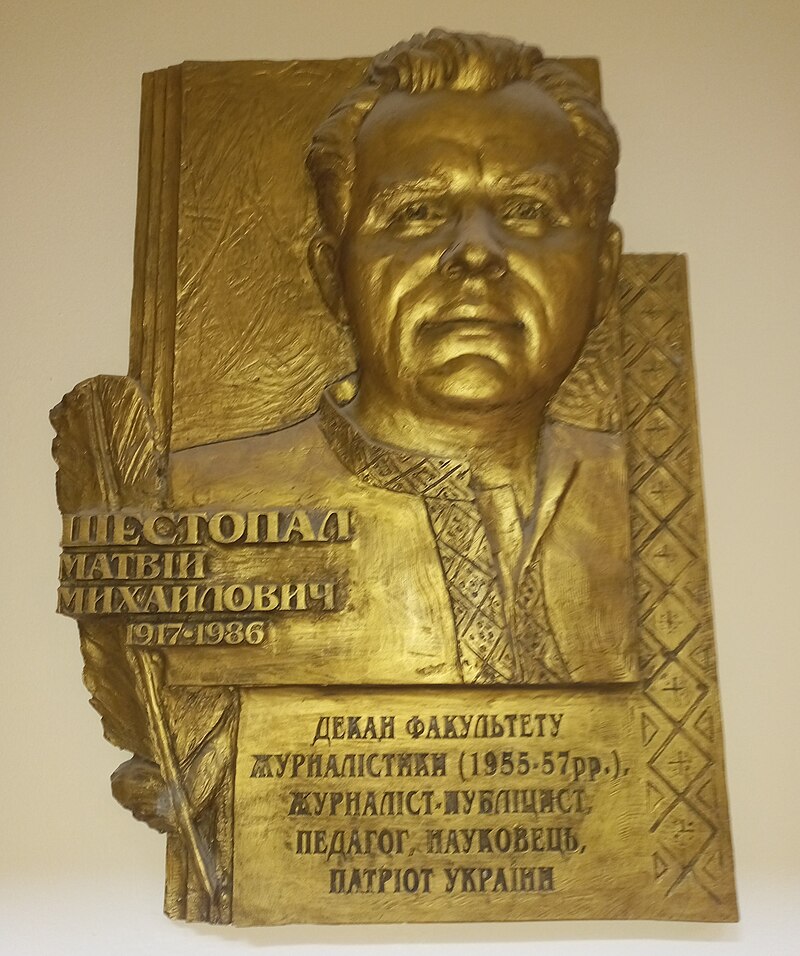 ШЕСТОПАЛ
МАТВІЙ
МИХАЙЛОВИЧ
1917-1986
ДЕКАН ФАКУЛЬТЕТУ
ЖУРНАЛІСТИКИ (1955-57рр.),
ЖУРНАЛІСТ-ПУБЛІЦИСТ,
ПЕДАГОГ, НАУКОВЕЦЬ,
ПАТРІОТ УКРАЇНИ